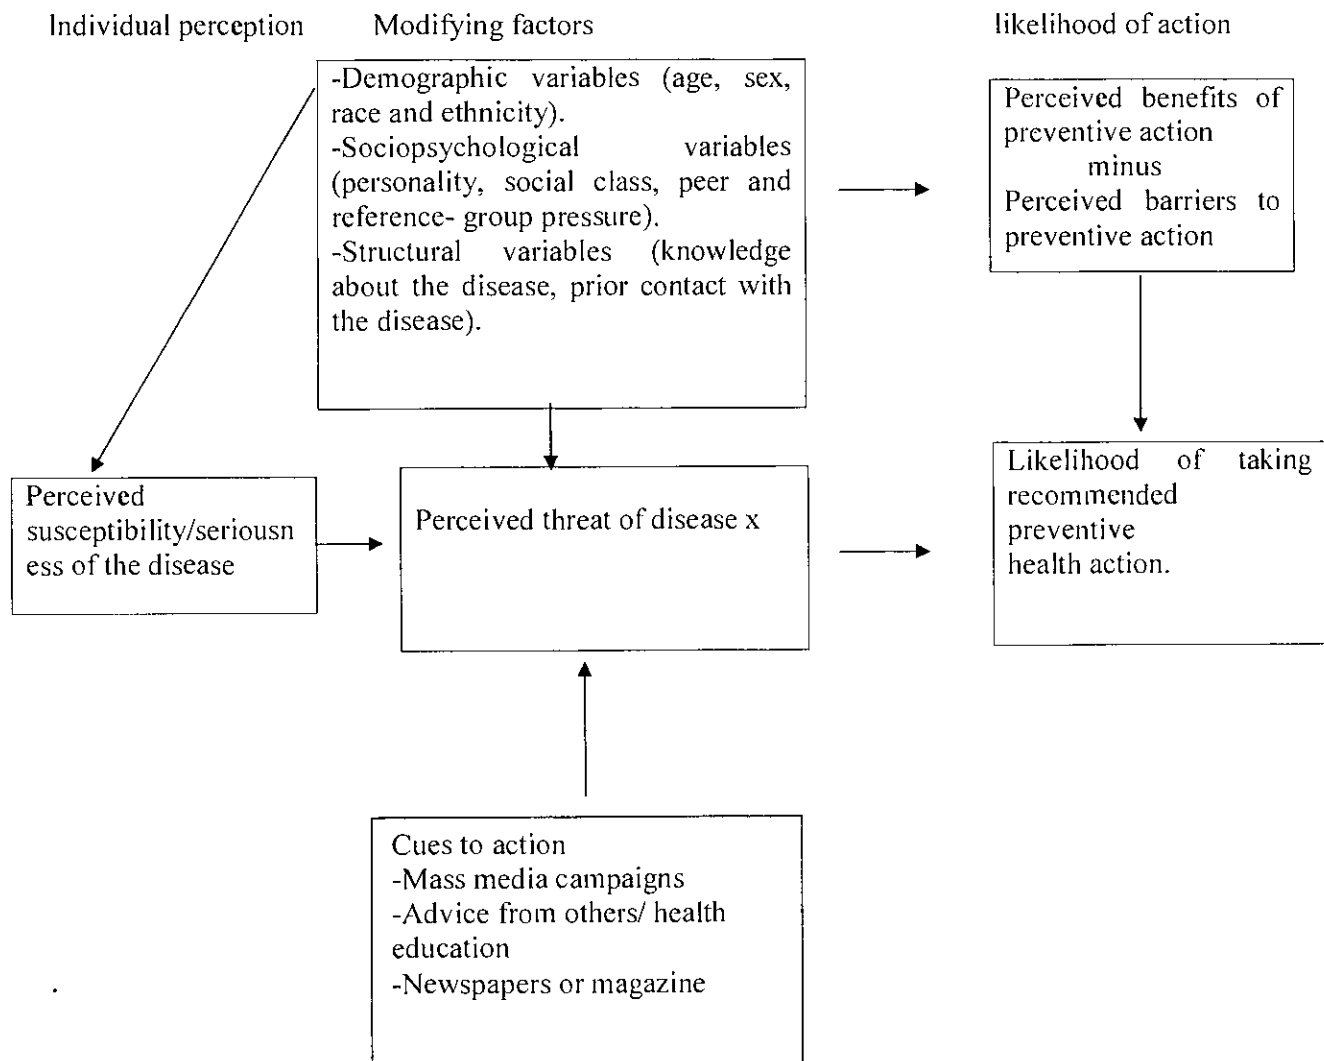 Individual perception
Modifying factors
likelihood of action
-Demographic variables (age, sex,
race and ethnicity).
-Sociopsychological variables
(personality, social class, peer and
reference- group pressure).
-Structural variables (knowledge
about the disease, prior contact with
the disease).
Perceived benefits of
preventive action
minus
Perceived barriers to
preventive action
Perceived
susceptibility/seriousn
ess of the disease
Perceived threat of disease x
Likelihood of taking
recommended
preventive
health action.
Cues to action
-Mass media campaigns
-Advice from others/ health
education
-Newspapers or magazine